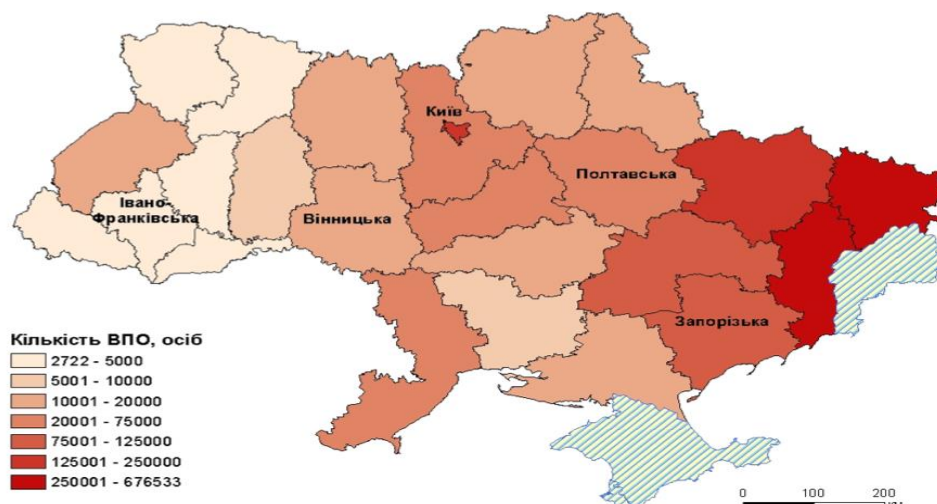 Київ
Полтавська
Івано-
Франківська
Вінницька
Запорізька
Кількість ВПО, осіб
2722 - 5000
5001 - 10000
10001 - 20000
20001 - 75000
75001 - 125000
125001 - 250000
250001 - 676533
0 100 200